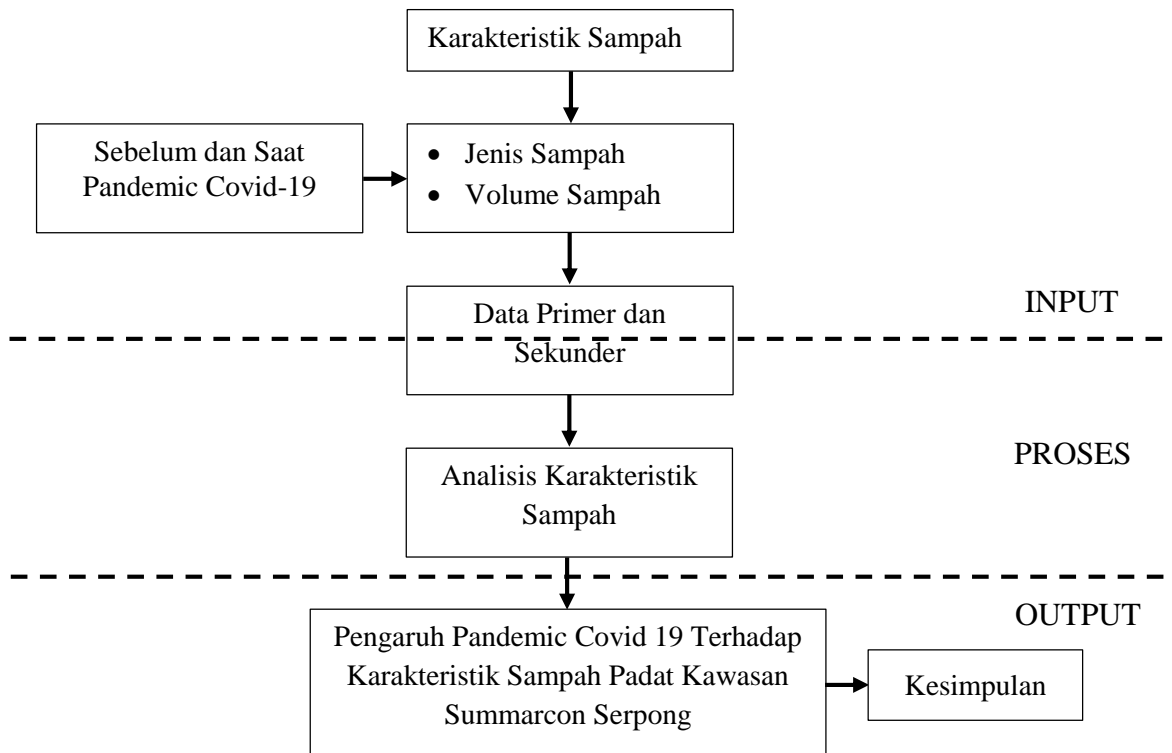 Karakteristik Sampah
Sebelum dan Saat
Pandemic Covid-19
• Jenis Sampah
• Volume Sampah
Data Primer dan
Sekunder
INPUT
Analisis Karakteristik
Sampah
PROSES
OUTPUT
Pengaruh Pandemic Covid 19 Terhadap
Karakteristik Sampah Padat Kawasan
Summarcon Serpong
Kesimpulan